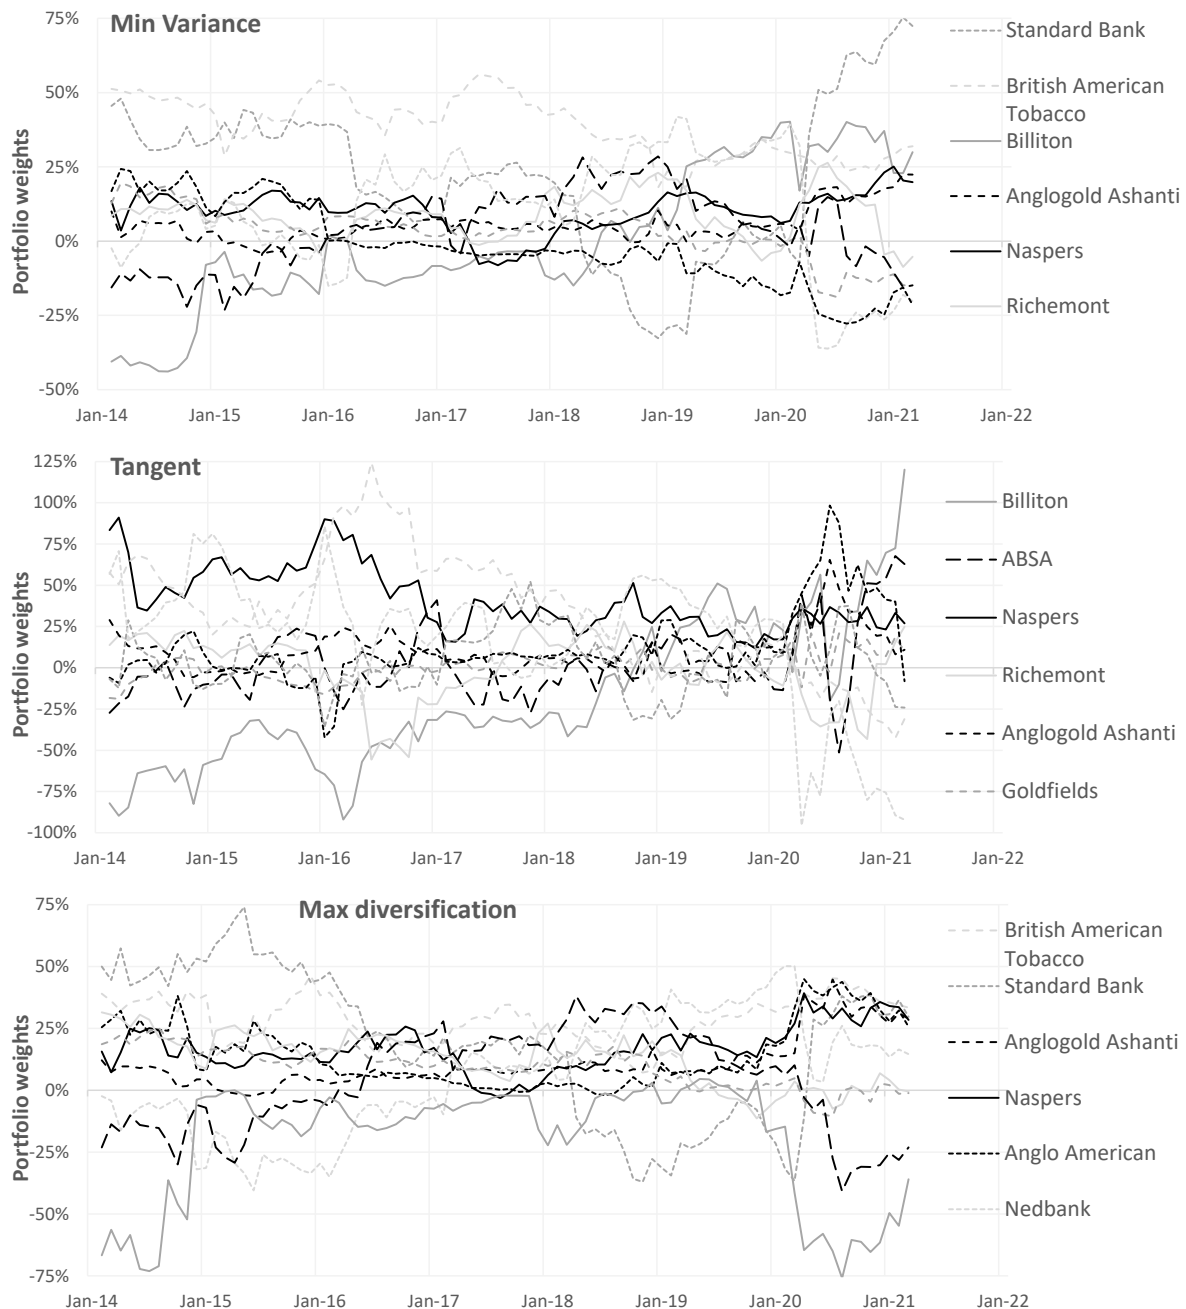 Min Variance
Portfolio weights
75%
50%
25%
0%
-25%
-50%
Jan-14 Jan-15 Jan-16 Jan-17 Jan-18 Jan-19 Jan-20 Jan-21 Jan-22
Standard Bank
British American
Tobacco
Billiton
Anglogold Ashanti
Naspers
Richemont
Tangent
Portfolio weights
125%
100%
75%
50%
25%
0%
-25%
-50%
-75%
-100%
Jan-14 Jan-15 Jan-16 Jan-17 Jan-18 Jan-19 Jan-20 Jan-21 Jan-22
Billiton
ABSA
Naspers
Richemont
Anglogold Ashanti
Goldfields
Max diversification
Portfolio weights
75%
50%
25%
0%
-25%
-50%
-75%
Jan-14 Jan-15 Jan-16 Jan-17 Jan-18 Jan-19 Jan-20 Jan-21 Jan-22
British American
Tobacco
Standard Bank
Anglogold Ashanti
Naspers
Anglo American
Nedbank